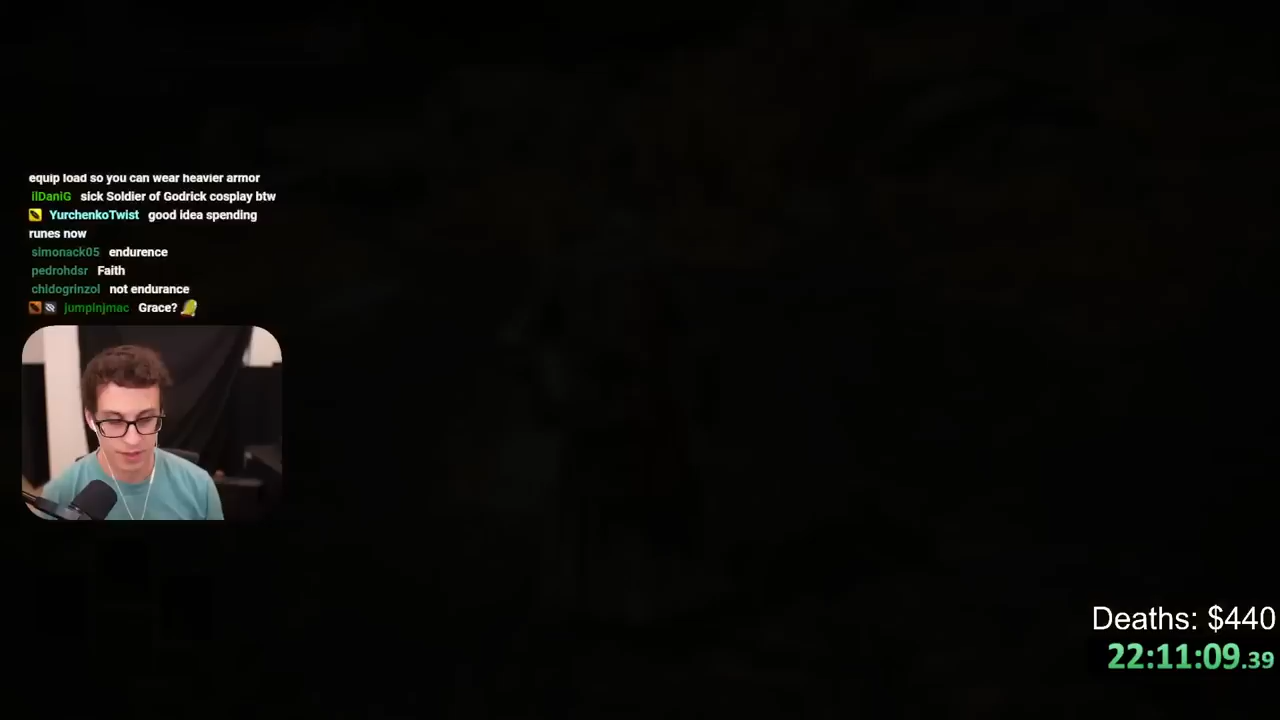 equip load so you can wear heavier armor
ilDaniG sick Soldier of Godrick cosplay btw
YurchenkoTwist good idea spending
runes now
simonack05 endurence
pedrohdsr Faith
chidogrinzol not endurance
jumpinjmac Grace?
Deaths: $440
22:11:09.39